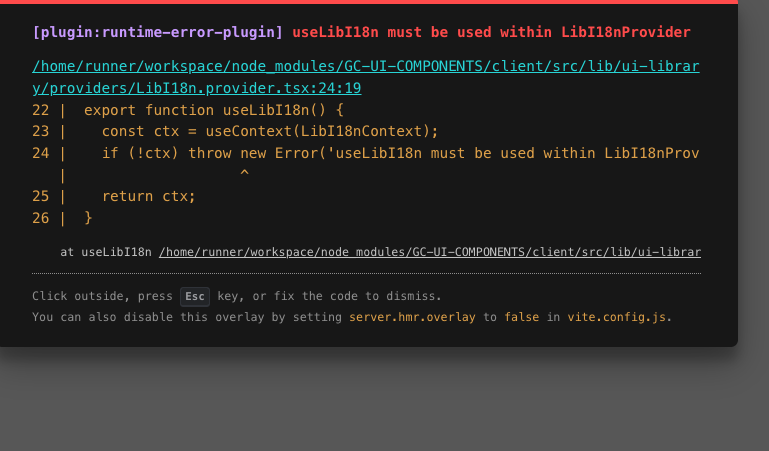 [plugin:runtime-error-plugin] useLibI18n must be used within LibI18nProvider
/home/runner/workspace/node_modules/GC-UI-COMPONENTS/client/src/lib/ui-librar
y/providers/LibI18n.provider.tsx:24:19
22 |  export function useLibI18n() {
23 |    const ctx = useContext(LibI18nContext);
24 |    if (!ctx) throw new Error('useLibI18n must be used within LibI18nProv
   |                    ^
25 |    return ctx;
26 |  }
at useLibI18n /home/runner/workspace/node_modules/GC-UI-COMPONENTS/client/src/lib/ui-librar
Click outside, press Esc key, or fix the code to dismiss.
You can also disable this overlay by setting server.hmr.overlay to false in vite.config.js.